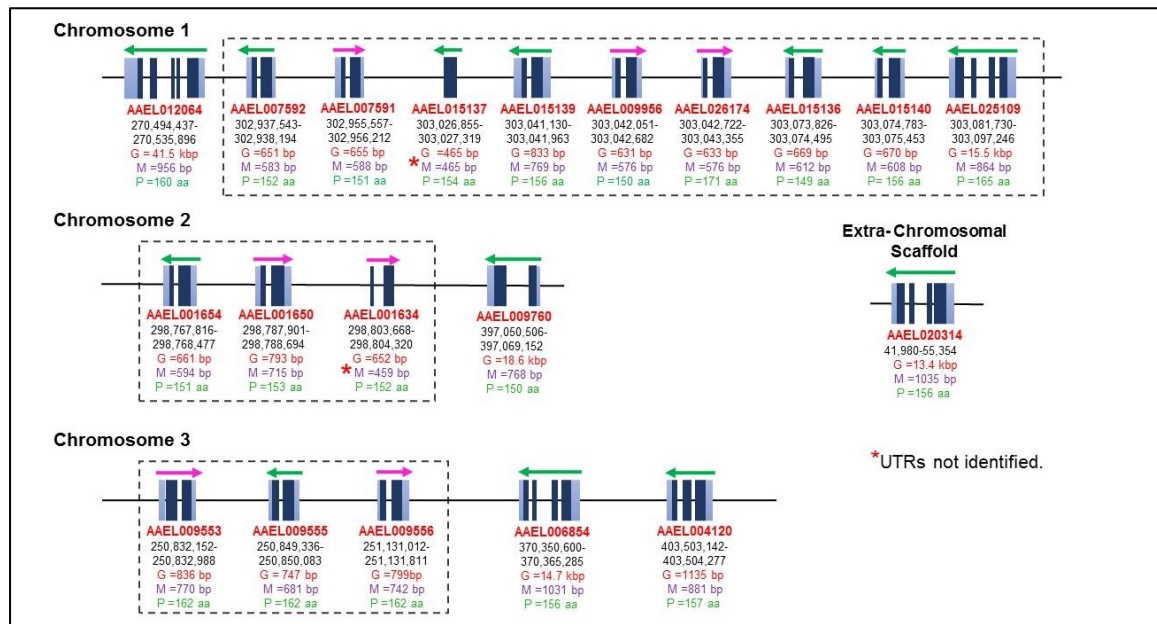 Chromosome 1
AAEL012064
270,494,437-
270,535,896
G = 41.5 kbp
M =956 bp
P =160 aa
AAEL007592
302,937,543-
302,938,194
G =651 bp
M =583 bp
P =152 aa
AAEL007591
302,955,557-
302,956,212
G =655 bp
M =588 bp
P =151 aa
AAEL015137
303,026,855-
303,027,319
G =465 bp
* M =465 bp
P =154 aa
AAEL015139
303,041,130-
303,041,963
G =833 bp
M =769 bp
P =156 aa
AAEL009956
303,042,051-
303,042,682
G =631 bp
M =576 bp
P =150 aa
AAEL026174
303,042,722-
303,043,355
G =633 bp
M =576 bp
P =171 aa
AAEL015136
303,073,826-
303,074,495
G =669 bp
M =612 bp
P =149 aa
AAEL015140
303,074,783-
303,075,453
G =670 bp
M =608 bp
P =156 aa
AAEL025109
303,081,730-
303,097,246
G =15.5 kbp
M =864 bp
P =165 aa
Chromosome 2
AAEL001654
298,767,816-
298,768,477
G =661 bp
M =594 bp
P =151 aa
AAEL001650
298,787,901-
298,788,694
G =793 bp
M =715 bp
P =153 aa
AAEL001634
298,803,668-
298,804,320
G =652 bp
* M =459 bp
P =152 aa
AAEL009760
397,050,506-
397,069,152
G =18.6 kbp
M =768 bp
P =150 aa
Extra-Chromosomal
Scaffold
AAEL020314
41,980-55,354
G =13.4 kbp
M =1035 bp
P =156 aa
Chromosome 3
AAEL009553
250,832,152-
250,832,988
G =836 bp
M =770 bp
P =162 aa
AAEL009555
250,849,336-
250,850,083
G =747 bp
M =681 bp
P =162 aa
AAEL009556
251,131,012-
251,131,811
G =799bp
M =742 bp
P =162 aa
AAEL006854
370,350,600-
370,365,285
G =14.7 kbp
M =1031 bp
P =156 aa
AAEL004120
403,503,142-
403,504,277
G =1135 bp
M =881 bp
P =157 aa
*UTRs not identified.